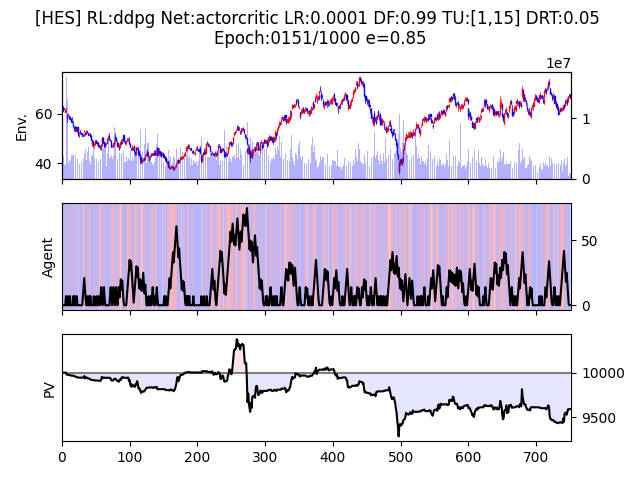 [HES] RL:ddpg Net:actorcritic LR:0.0001 DF:0.99 TU:[1,15] DRT:0.05
Epoch:0151/1000 e=0.85
1e7
Env.
60
40
1
0
Agent
50
0
PV
10000
9500
0 100 200 300 400 500 600 700